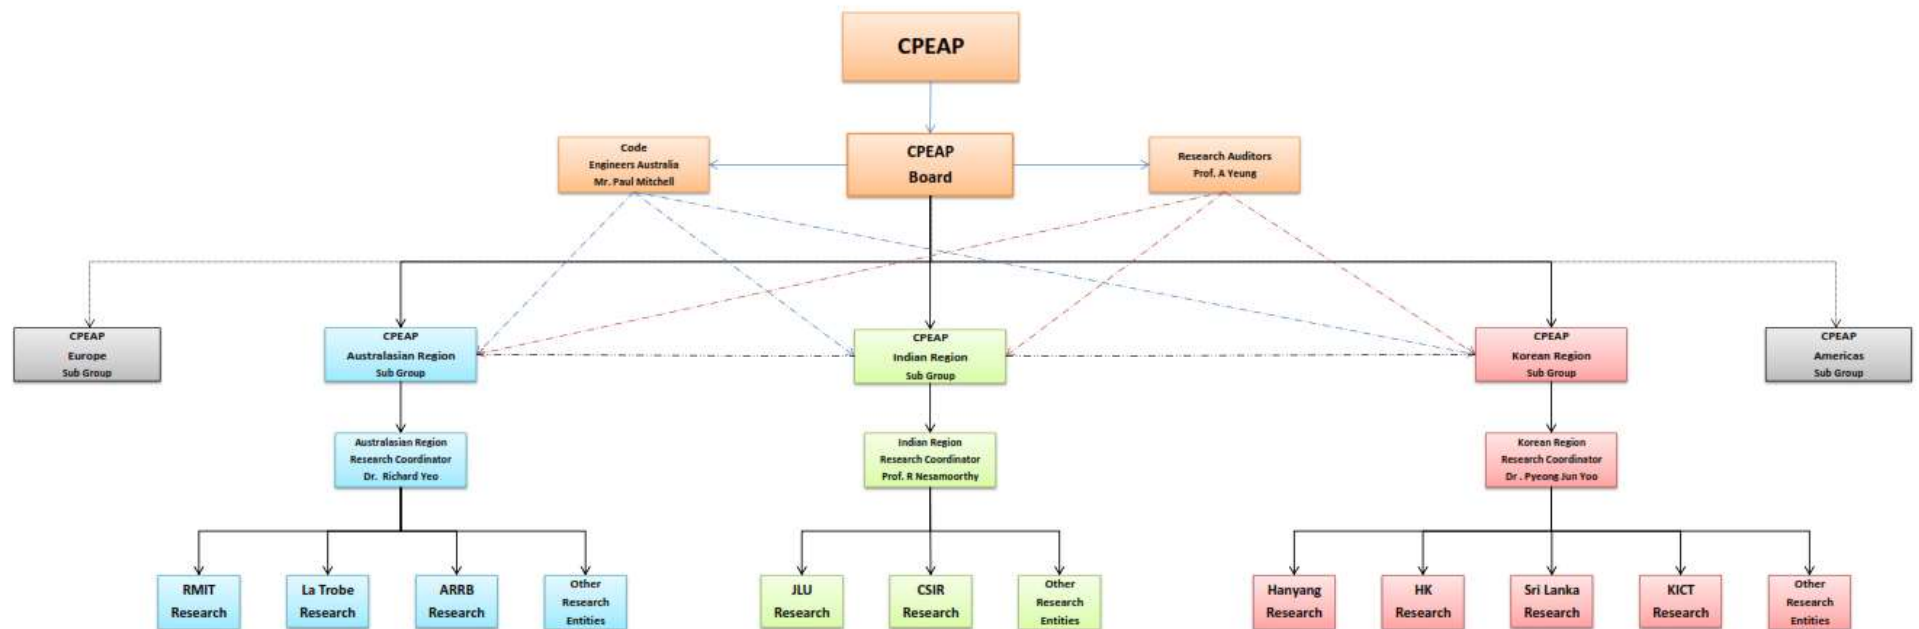 CPEAP
Code
Engineers Australia
Mr. Paul Mitchell
CPEAP
Board
Research Auditors
Prof. A Yeung
CPEAP
Europe
Sub Group
CPEAP
Australasian Region
Sub Group
CPEAP
Indian Region
Sub Group
CPEAP
Korean Region
Sub Group
CPEAP
Americas
Sub Group
Australasian Region
Research Coordinator
Dr. Richard Yeo
Indian Region
Research Coordinator
Prof. R Nesamoorthy
Korean Region
Research Coordinator
Dr . Pyeong Jun Yoo
RMIT
Research
La Trobe
Research
ARRB
Research
Other
Research
Entities
JLU
Research
CSIR
Research
Other
Research
Entities
Hanyang
Research
HK
Research
Sri Lanka
Research
KICT
Research
Other
Research
Entities